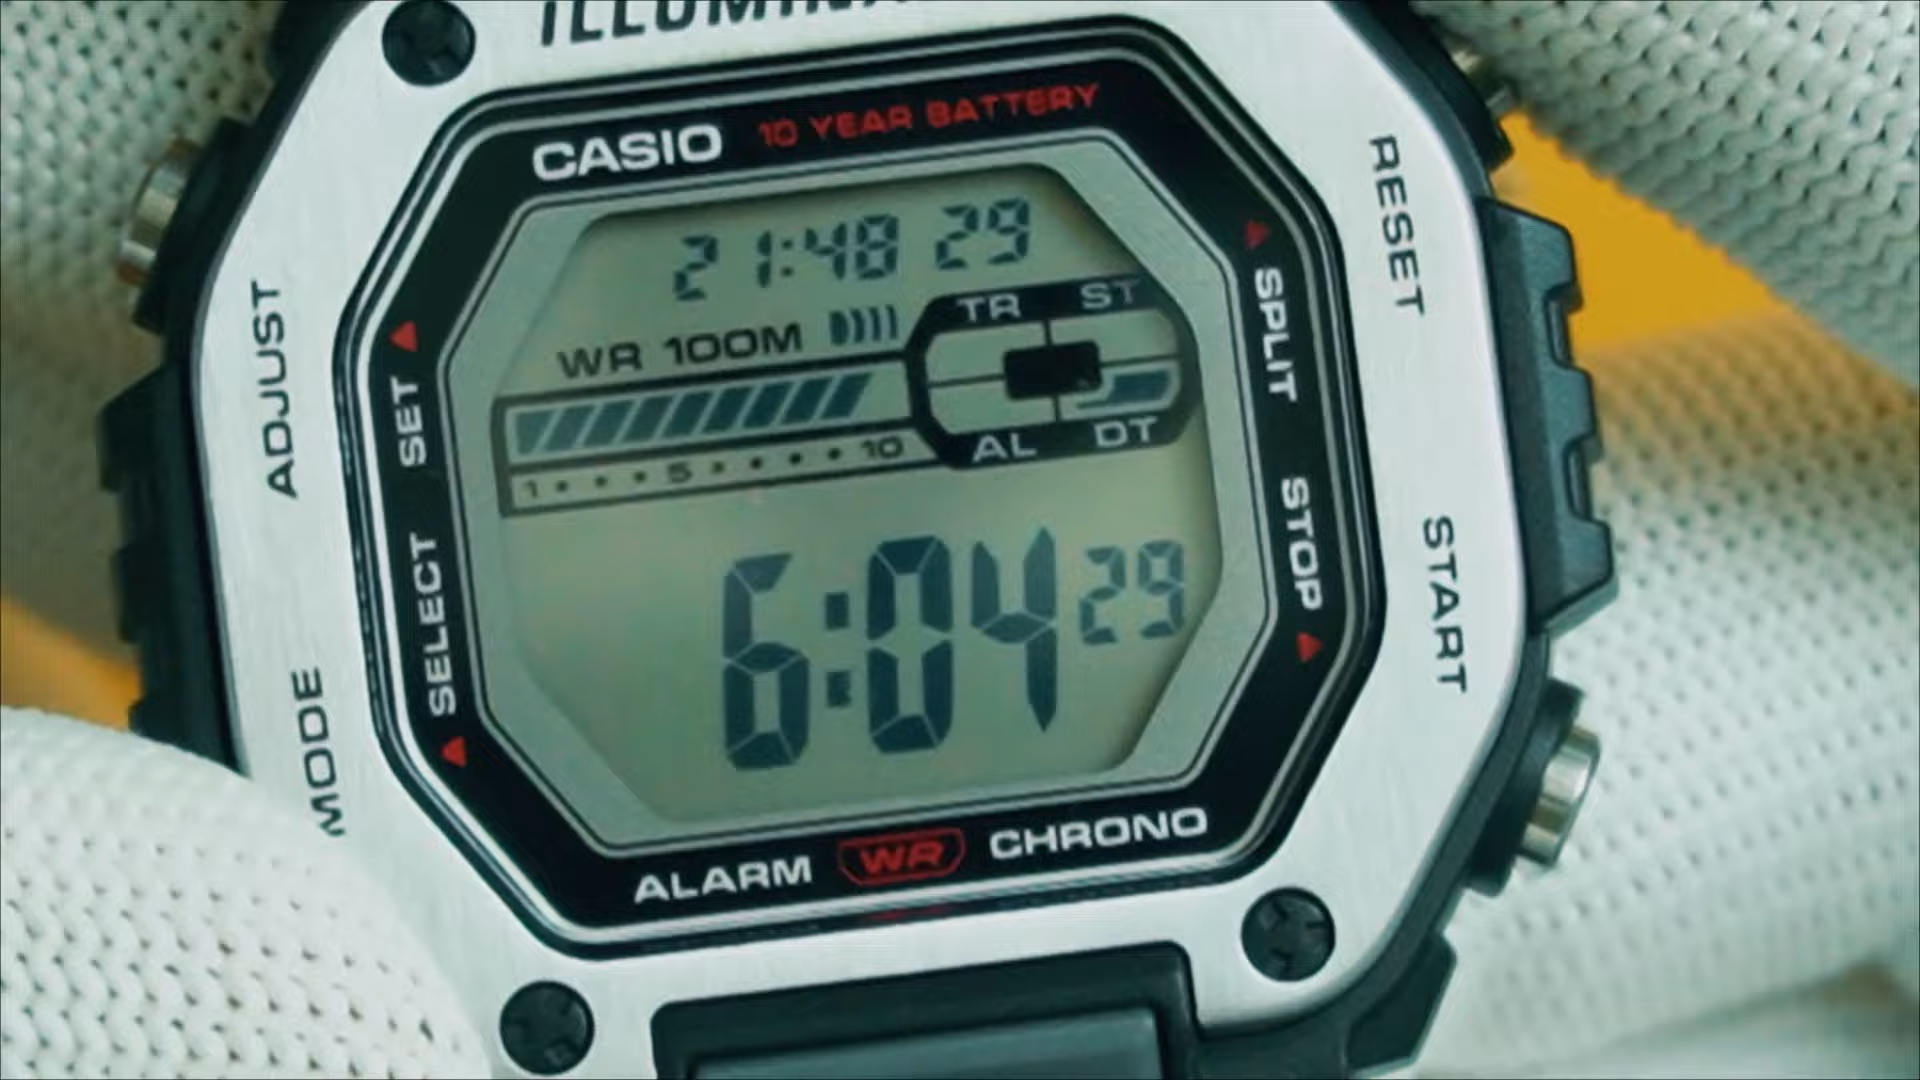 CASIO 10 YEAR BATTERY
21:48 29
WR 100M
TR ST
AL DT
1 5 10
6:04 29
ALARM WR CHRONO
ADJUST
MODE
SET
SELECT
SPLIT
STOP
RESET
START